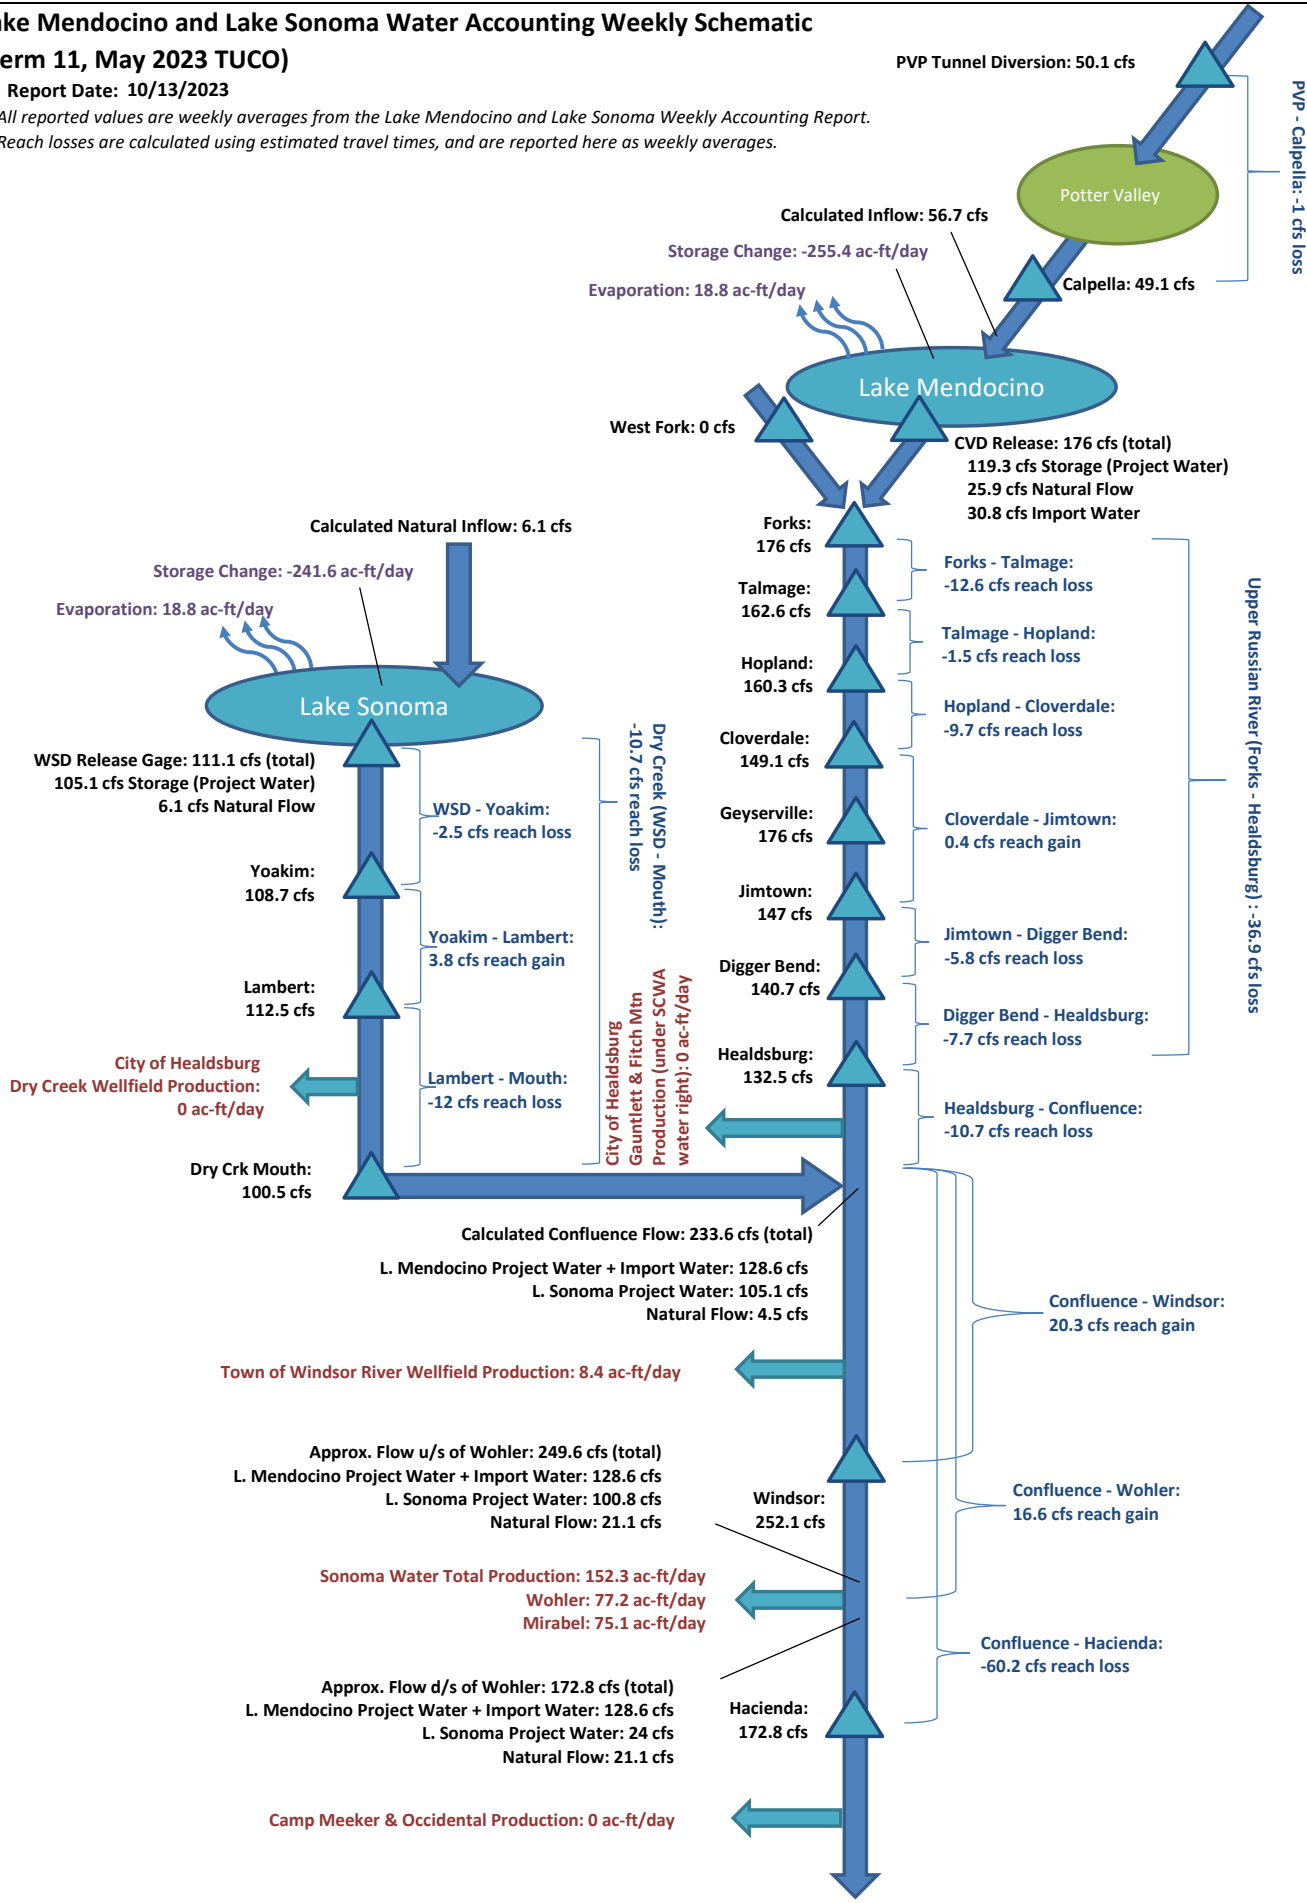 ake Mendocino and Lake Sonoma Water Accounting Weekly Schematic
erm 11, May 2023 TUCO)
Report Date: 10/13/2023
All reported values are weekly averages from the Lake Mendocino and Lake Sonoma Weekly Accounting Report.
Reach losses are calculated using estimated travel times, and are reported here as weekly averages.
PVP Tunnel Diversion: 50.1 cfs
PVP - Calpella: -1 cfs loss
Potter Valley
Calculated Inflow: 56.7 cfs
Storage Change: -255.4 ac-ft/day
Evaporation: 18.8 ac-ft/day
Calpella: 49.1 cfs
Lake Mendocino
West Fork: 0 cfs
CVD Release: 176 cfs (total)
119.3 cfs Storage (Project Water)
25.9 cfs Natural Flow
30.8 cfs Import Water
Calculated Natural Inflow: 6.1 cfs
Storage Change: -241.6 ac-ft/day
Evaporation: 18.8 ac-ft/day
Lake Sonoma
WSD Release Gage: 111.1 cfs (total)
105.1 cfs Storage (Project Water)
6.1 cfs Natural Flow
WSD - Yoakim:
-2.5 cfs reach loss
Yoakim:
108.7 cfs
Yoakim - Lambert:
3.8 cfs reach gain
Lambert:
112.5 cfs
City of Healdsburg
Dry Creek Wellfield Production:
0 ac-ft/day
Lambert - Mouth:
-12 cfs reach loss
Dry Crk Mouth:
100.5 cfs
Dry Creek (WSD - Mouth):
-10.7 cfs reach loss
City of Healdsburg
Gauntlett & Fitch Mtn
Production (under SCWA
water right): 0 ac-ft/day
Forks:
176 cfs
Forks - Talmage:
-12.6 cfs reach loss
Talmage:
162.6 cfs
Talmage - Hopland:
-1.5 cfs reach loss
Hopland:
160.3 cfs
Hopland - Cloverdale:
-9.7 cfs reach loss
Cloverdale:
149.1 cfs
Geyserville:
176 cfs
Cloverdale - Jimtown:
0.4 cfs reach gain
Jimtown:
147 cfs
Jimtown - Digger Bend:
-5.8 cfs reach loss
Digger Bend:
140.7 cfs
Digger Bend - Healdsburg:
-7.7 cfs reach loss
Healdsburg:
132.5 cfs
Healdsburg - Confluence:
-10.7 cfs reach loss
Upper Russian River (Forks - Healdsburg) : -36.9 cfs loss
Calculated Confluence Flow: 233.6 cfs (total)
L. Mendocino Project Water + Import Water: 128.6 cfs
L. Sonoma Project Water: 105.1 cfs
Natural Flow: 4.5 cfs
Confluence - Windsor:
20.3 cfs reach gain
Town of Windsor River Wellfield Production: 8.4 ac-ft/day
Approx. Flow u/s of Wohler: 249.6 cfs (total)
L. Mendocino Project Water + Import Water: 128.6 cfs
L. Sonoma Project Water: 100.8 cfs
Natural Flow: 21.1 cfs
Windsor:
252.1 cfs
Confluence - Wohler:
16.6 cfs reach gain
Sonoma Water Total Production: 152.3 ac-ft/day
Wohler: 77.2 ac-ft/day
Mirabel: 75.1 ac-ft/day
Confluence - Hacienda:
-60.2 cfs reach loss
Approx. Flow d/s of Wohler: 172.8 cfs (total)
L. Mendocino Project Water + Import Water: 128.6 cfs
L. Sonoma Project Water: 24 cfs
Natural Flow: 21.1 cfs
Hacienda:
172.8 cfs
Camp Meeker & Occidental Production: 0 ac-ft/day